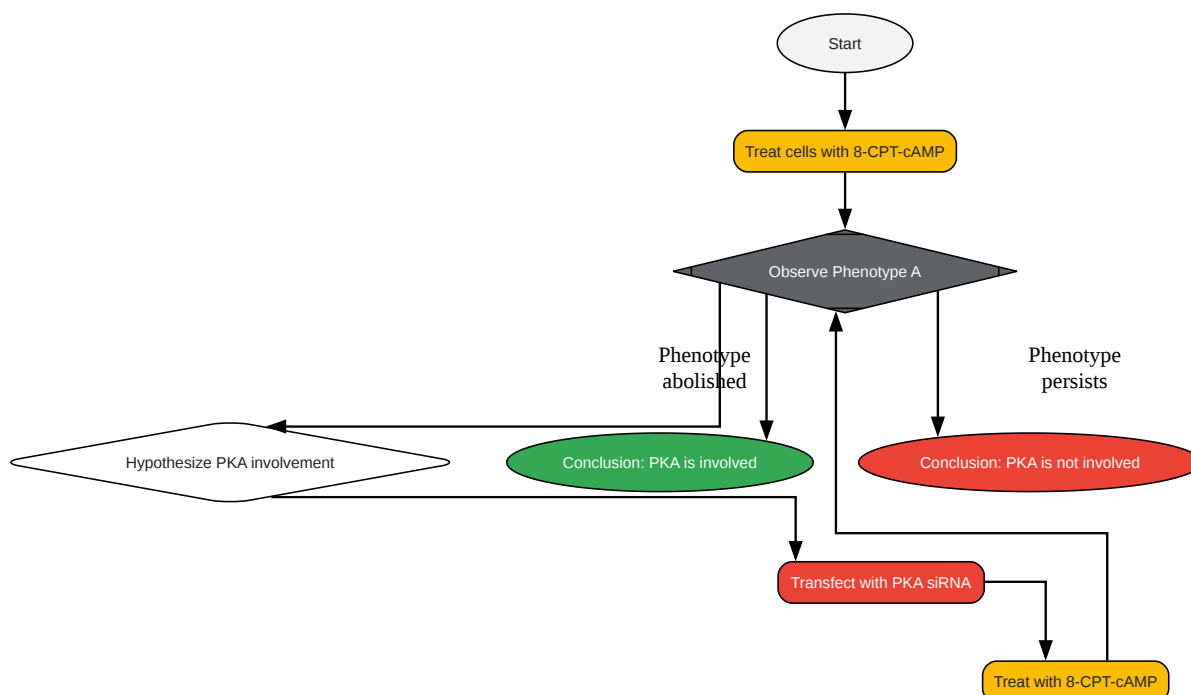 Start
Treat cells with 8-CPT-cAMP
Observe Phenotype A
Phenotype
abolished
Phenotype
persists
Hypothesize PKA involvement
Conclusion: PKA is involved
Conclusion: PKA is not involved
Transfect with PKA siRNA
Treat with 8-CPT-cAMP